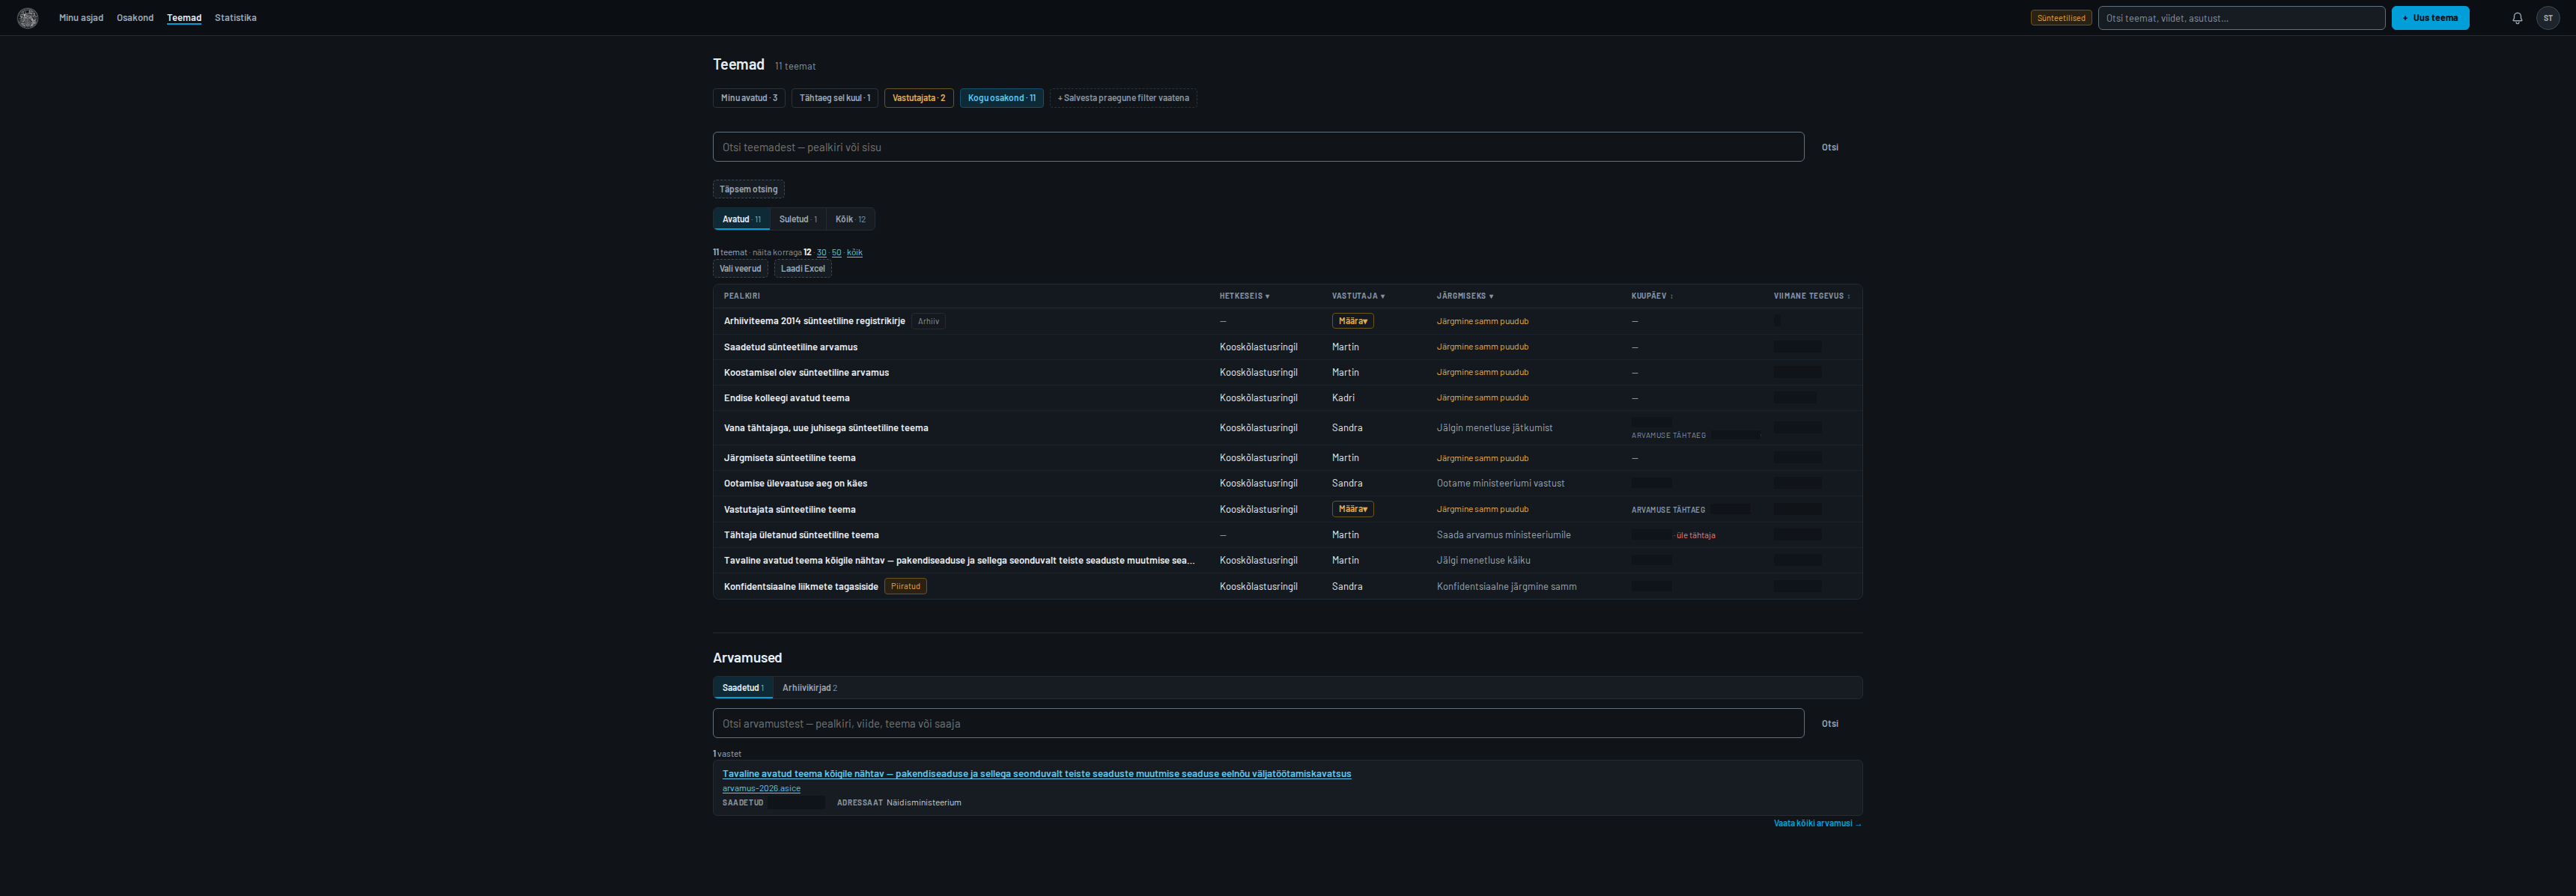 Minu asjad Osakond Teemad Statistika Sünteetilised Otsi teemat, viidet, asutust... + Uus teema ST
Teemad 11 teemat
Minu avatud · 3 Tähtaeg sel kuul · 1 Vastutajata · 2 Kogu osakond · 11 + Salvesta praegune filter vaatena
Otsi teemadest — pealkiri või sisu Otsi
Täpsem otsing
Avatud · 11 Suletud · 1 Kõik · 12
11 teemat · näita korraga 12 · 30 · 50 · kõik
Vali veerud Laadi Excel
PEALKIRI HETKESEIS ▾ VASTUTAJA ▾ JÄRGMISEKS ▾ KUUPÄEV ↕ VIIMANE TEGEVUS ↕
Arhiiviteema 2014 sünteetiline registrikirje Arhiiv — Määra▾ Järgmine samm puudub —
Saadetud sünteetiline arvamus Kooskõlastusringil Martin Järgmine samm puudub —
Koostamisel olev sünteetiline arvamus Kooskõlastusringil Martin Järgmine samm puudub —
Endise kolleegi avatud teema Kooskõlastusringil Kadri Järgmine samm puudub —
Vana tähtajaga, uue juhisega sünteetiline teema Kooskõlastusringil Sandra Jälgin menetluse jätkumist
ARVAMUSE TÄHTAEG
Järgmiseta sünteetiline teema Kooskõlastusringil Martin Järgmine samm puudub —
Ootamise ülevaatuse aeg on käes Kooskõlastusringil Sandra Ootame ministeeriumi vastust
Vastutajata sünteetiline teema Kooskõlastusringil Määra▾ Järgmine samm puudub ARVAMUSE TÄHTAEG
Tähtaja ületanud sünteetiline teema — Martin Saada arvamus ministeeriumile · üle tähtaja
Tavaline avatud teema kõigile nähtav — pakendiseaduse ja sellega seonduvalt teiste seaduste muutmise sea... Kooskõlastusringil Martin Jälgi menetluse käiku
Konfidentsiaalne liikmete tagasiside Piiratud Kooskõlastusringil Sandra Konfidentsiaalne järgmine samm
Arvamused
Saadetud 1 Arhiivikirjad 2
Otsi arvamustest — pealkiri, viide, teema või saaja Otsi
1 vastet
Tavaline avatud teema kõigile nähtav — pakendiseaduse ja sellega seonduvalt teiste seaduste muutmise seaduse eelnõu väljatöötamiskavatsus
arvamus-2026.asice
SAADETUD ADRESSAAT Näidisministeerium
Vaata kõiki arvamusi →